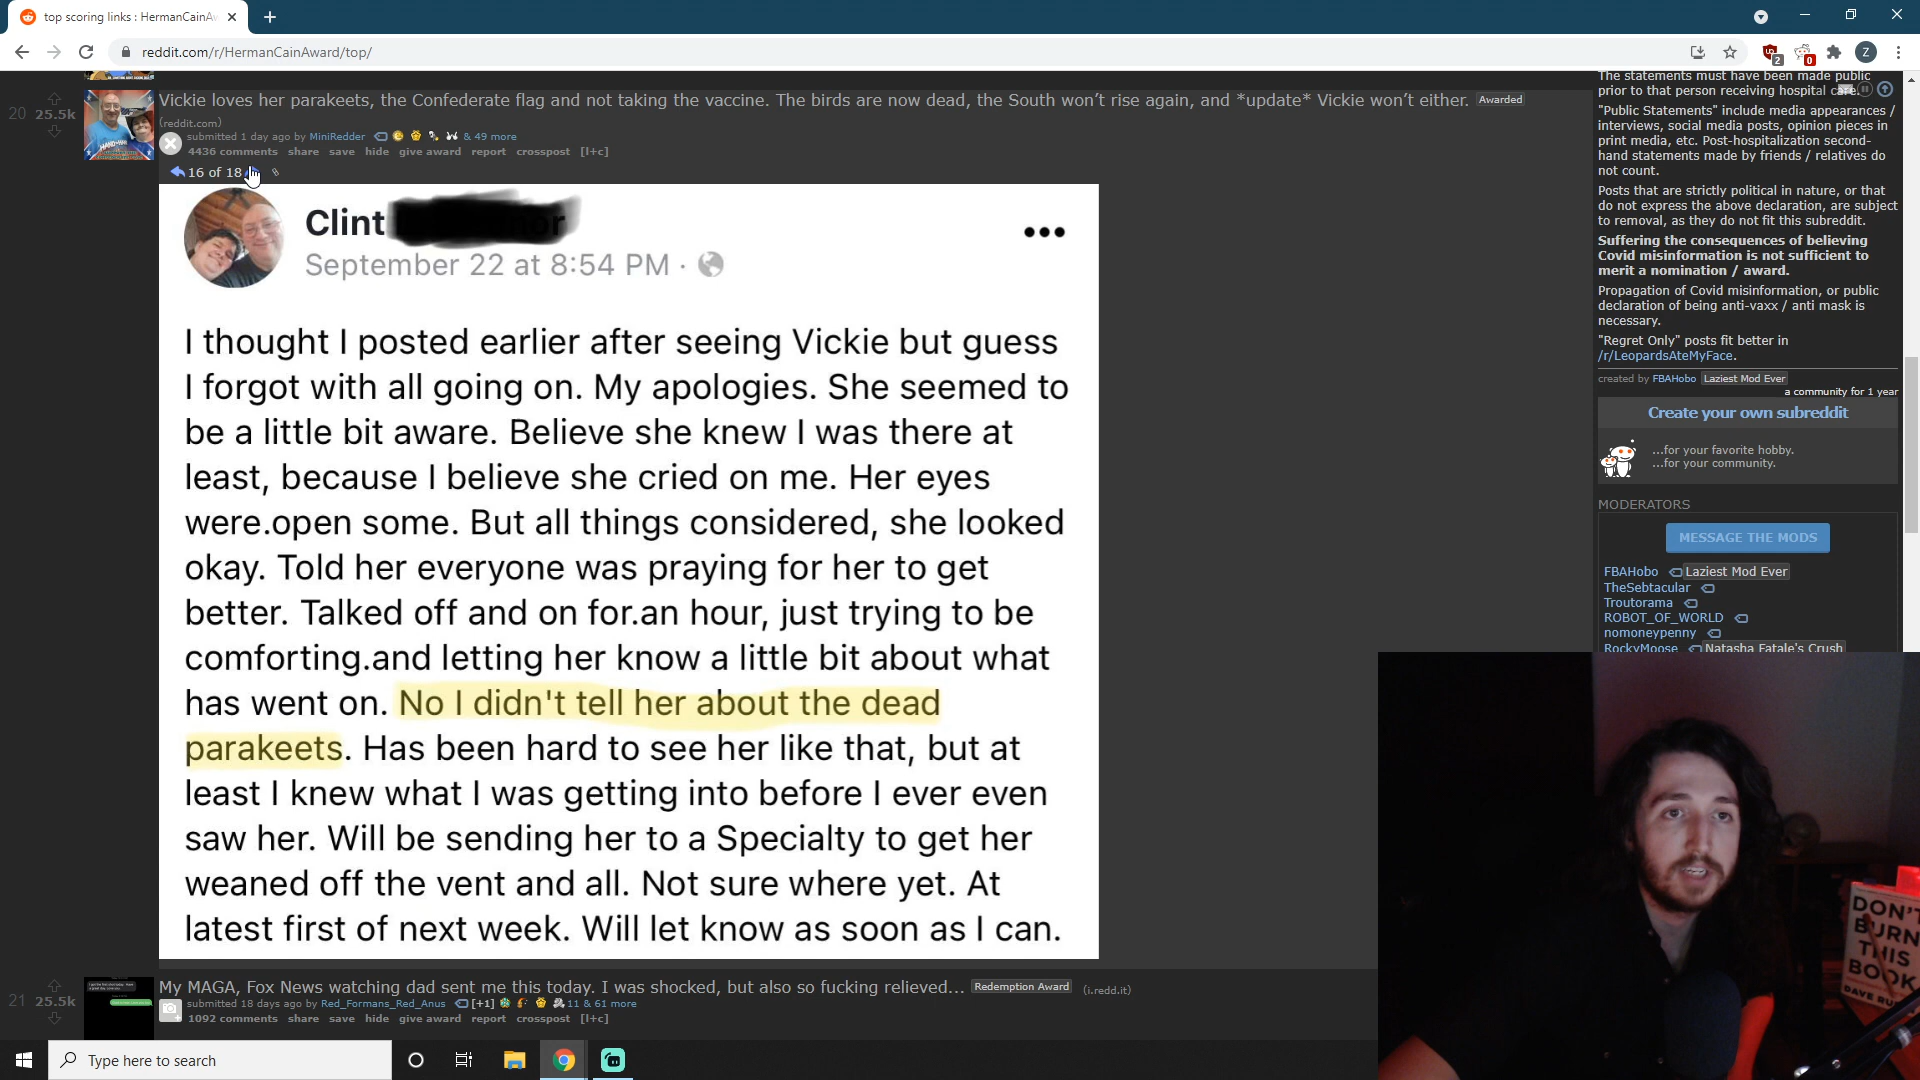 top scoring links : HermanCainAw
reddit.com/r/HermanCainAward/top/
Z
2
0
20
25.5k
Vickie loves her parakeets, the Confederate flag and not taking the vaccine. The birds are now dead, the South won't rise again, and *update* Vickie won't either. Awarded
(reddit.com)
submitted 1 day ago by MiniRedder & 49 more
4436 comments share save hide give award report crosspost [l+c]
16 of 18
Clint
September 22 at 8:54 PM ·
I thought I posted earlier after seeing Vickie but guess
I forgot with all going on. My apologies. She seemed to
be a little bit aware. Believe she knew I was there at
least, because I believe she cried on me. Her eyes
were.open some. But all things considered, she looked
okay. Told her everyone was praying for her to get
better. Talked off and on for.an hour, just trying to be
comforting.and letting her know a little bit about what
has went on. No I didn't tell her about the dead
parakeets. Has been hard to see her like that, but at
least I knew what I was getting into before I ever even
saw her. Will be sending her to a Specialty to get her
weaned off the vent and all. Not sure where yet. At
latest first of next week. Will let know as soon as I can.
21
25.5k
My MAGA, Fox News watching dad sent me this today. I was shocked, but also so fucking relieved... Redemption Award (i.redd.it)
submitted 18 days ago by Red_Formans_Red_Anus [+1] 11 & 61 more
1092 comments share save hide give award report crosspost [l+c]
The statements must have been made public
prior to that person receiving hospital care.
"Public Statements" include media appearances /
interviews, social media posts, opinion pieces in
print media, etc. Post-hospitalization second-
hand statements made by friends / relatives do
not count.
Posts that are strictly political in nature, or that
do not express the above declaration, are subject
to removal, as they do not fit this subreddit.
Suffering the consequences of believing
Covid misinformation is not sufficient to
merit a nomination / award.
Propagation of Covid misinformation, or public
declaration of being anti-vaxx / anti mask is
necessary.
"Regret Only" posts fit better in
/r/LeopardsAteMyFace.
created by FBAHobo Laziest Mod Ever
a community for 1 year
Create your own subreddit
...for your favorite hobby.
...for your community.
MODERATORS
MESSAGE THE MODS
FBAHobo Laziest Mod Ever
TheSebtacular
Troutorama
ROBOT_OF_WORLD
nomoneypenny
RockyMoose Natasha Fatale's Crush
DON'T
BURN
THIS
BOOK
DAVE RU
Type here to search